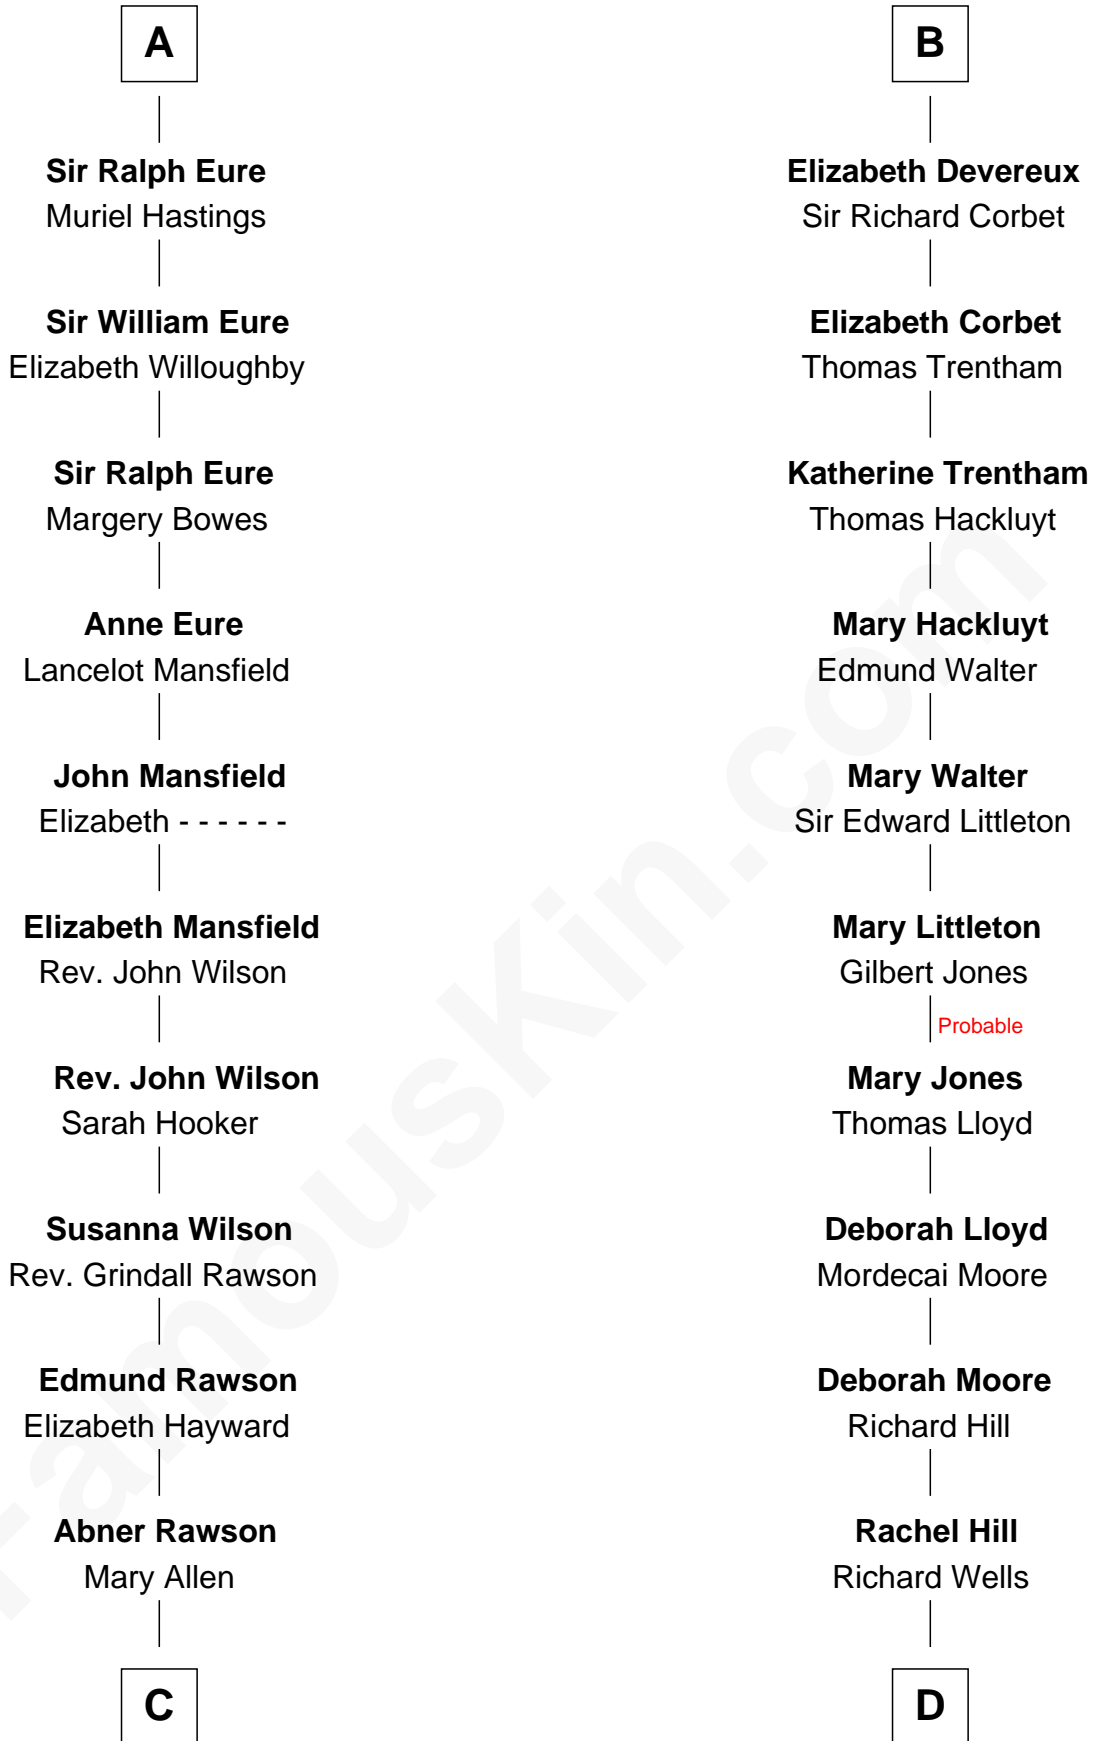 A
Sir Ralph Eure
Muriel Hastings
Sir William Eure
Elizabeth Willoughby
Sir Ralph Eure
Margery Bowes
Anne Eure
Lancelot Mansfield
John Mansfield
Elizabeth - - - - - -
Elizabeth Mansfield
Rev. John Wilson
Rev. John Wilson
Sarah Hooker
Susanna Wilson
Rev. Grindall Rawson
Edmund Rawson
Elizabeth Hayward
Abner Rawson
Mary Allen
C
B
Elizabeth Devereux
Sir Richard Corbet
Elizabeth Corbet
Thomas Trentham
Katherine Trentham
Thomas Hackluyt
Mary Hackluyt
Edmund Walter
Mary Walter
Sir Edward Littleton
Mary Littleton
Gilbert Jones
Probable
Mary Jones
Thomas Lloyd
Deborah Lloyd
Mordecai Moore
Deborah Moore
Richard Hill
Rachel Hill
Richard Wells
D
FamousKin.com